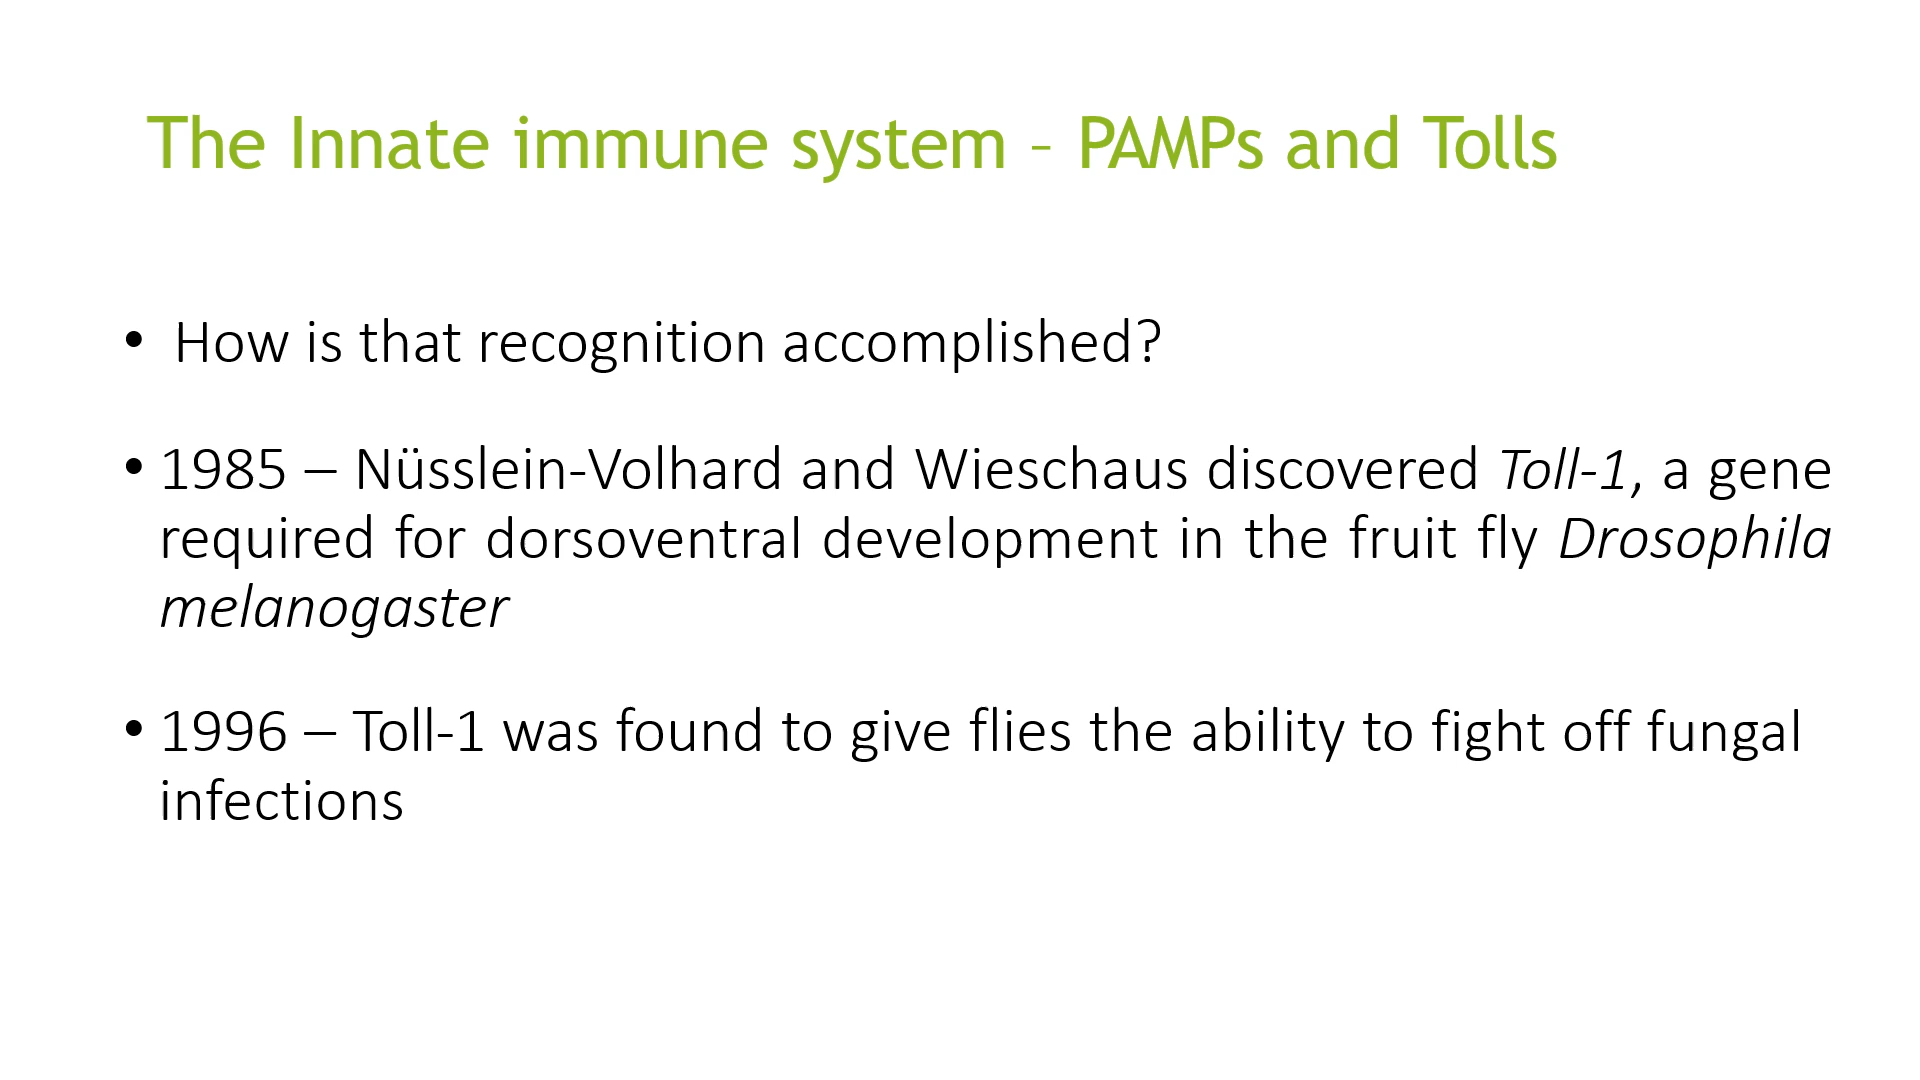 The Innate immune system – PAMPs and Tolls
• How is that recognition accomplished?
• 1985 – Nüsslein-Volhard and Wieschaus discovered Toll-1, a gene
required for dorsoventral development in the fruit fly Drosophila
melanogaster
• 1996 – Toll-1 was found to give flies the ability to fight off fungal
infections